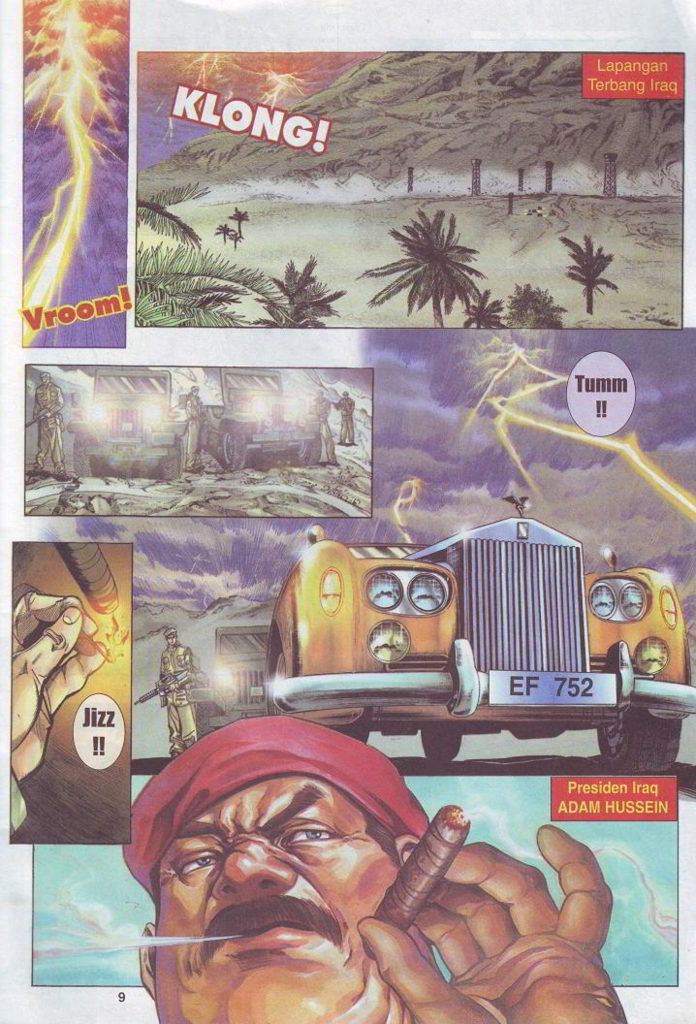 Vroom!
KLONG!
Lapangan
Terbang Iraq
Tumm
!!
EF 752
Jizz
!!
Presiden Iraq
ADAM HUSSEIN
9